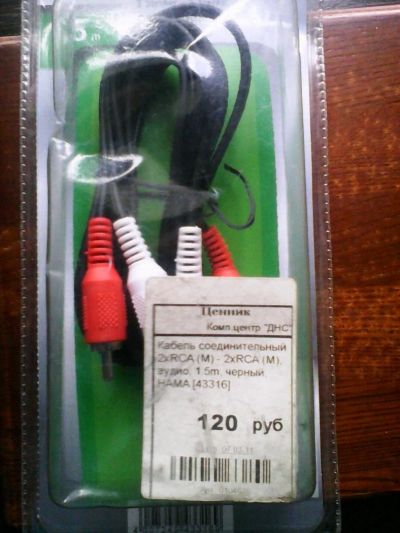 m
Ценник
Комп.центр "ДНС"
Кабель соединительный
2xRCA (M) - 2xRCA (M),
аудио, 1.5m, черный
HAMA [43316]
120 руб